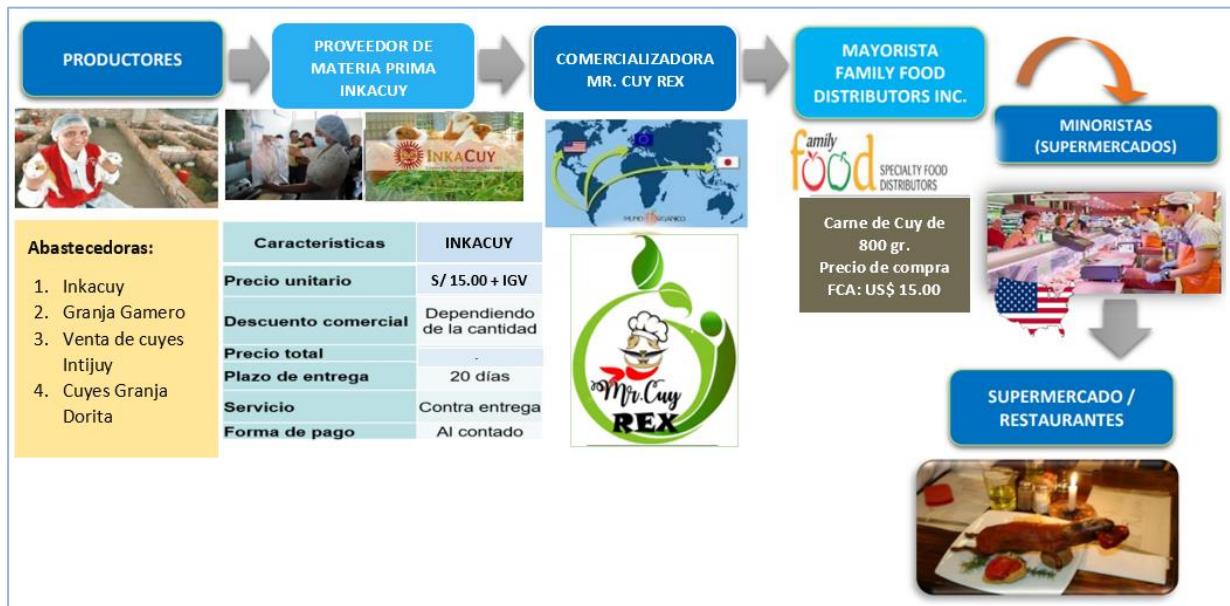 PRODUCTORES
PROVEEDOR DE
MATERIA PRIMA
INKACUY
COMERCIALIZADORA
MR. CUY REX
MAYORISTA
FAMILY FOOD
DISTRIBUTORS INC.
MINORISTAS
(SUPERMERCADOS)
INKACUY
MUNDO ORGANICO
family
food
SPECIALTY FOOD
DISTRIBUTORS
Carne de Cuy de
800 gr.
Precio de compra
FCA: US$ 15.00
Abastecedoras:
1. Inkacuy
2. Granja Gamero
3. Venta de cuyes
Intijuy
4. Cuyes Granja
Dorita
Caracteristicas INKACUY
Precio unitario S/ 15.00 + IGV
Descuento comercial Dependiendo
de la cantidad
Precio total .
Plazo de entrega 20 días
Servicio Contra entrega
Forma de pago Al contado
Mr. Cuy
REX
SUPERMERCADO /
RESTAURANTES